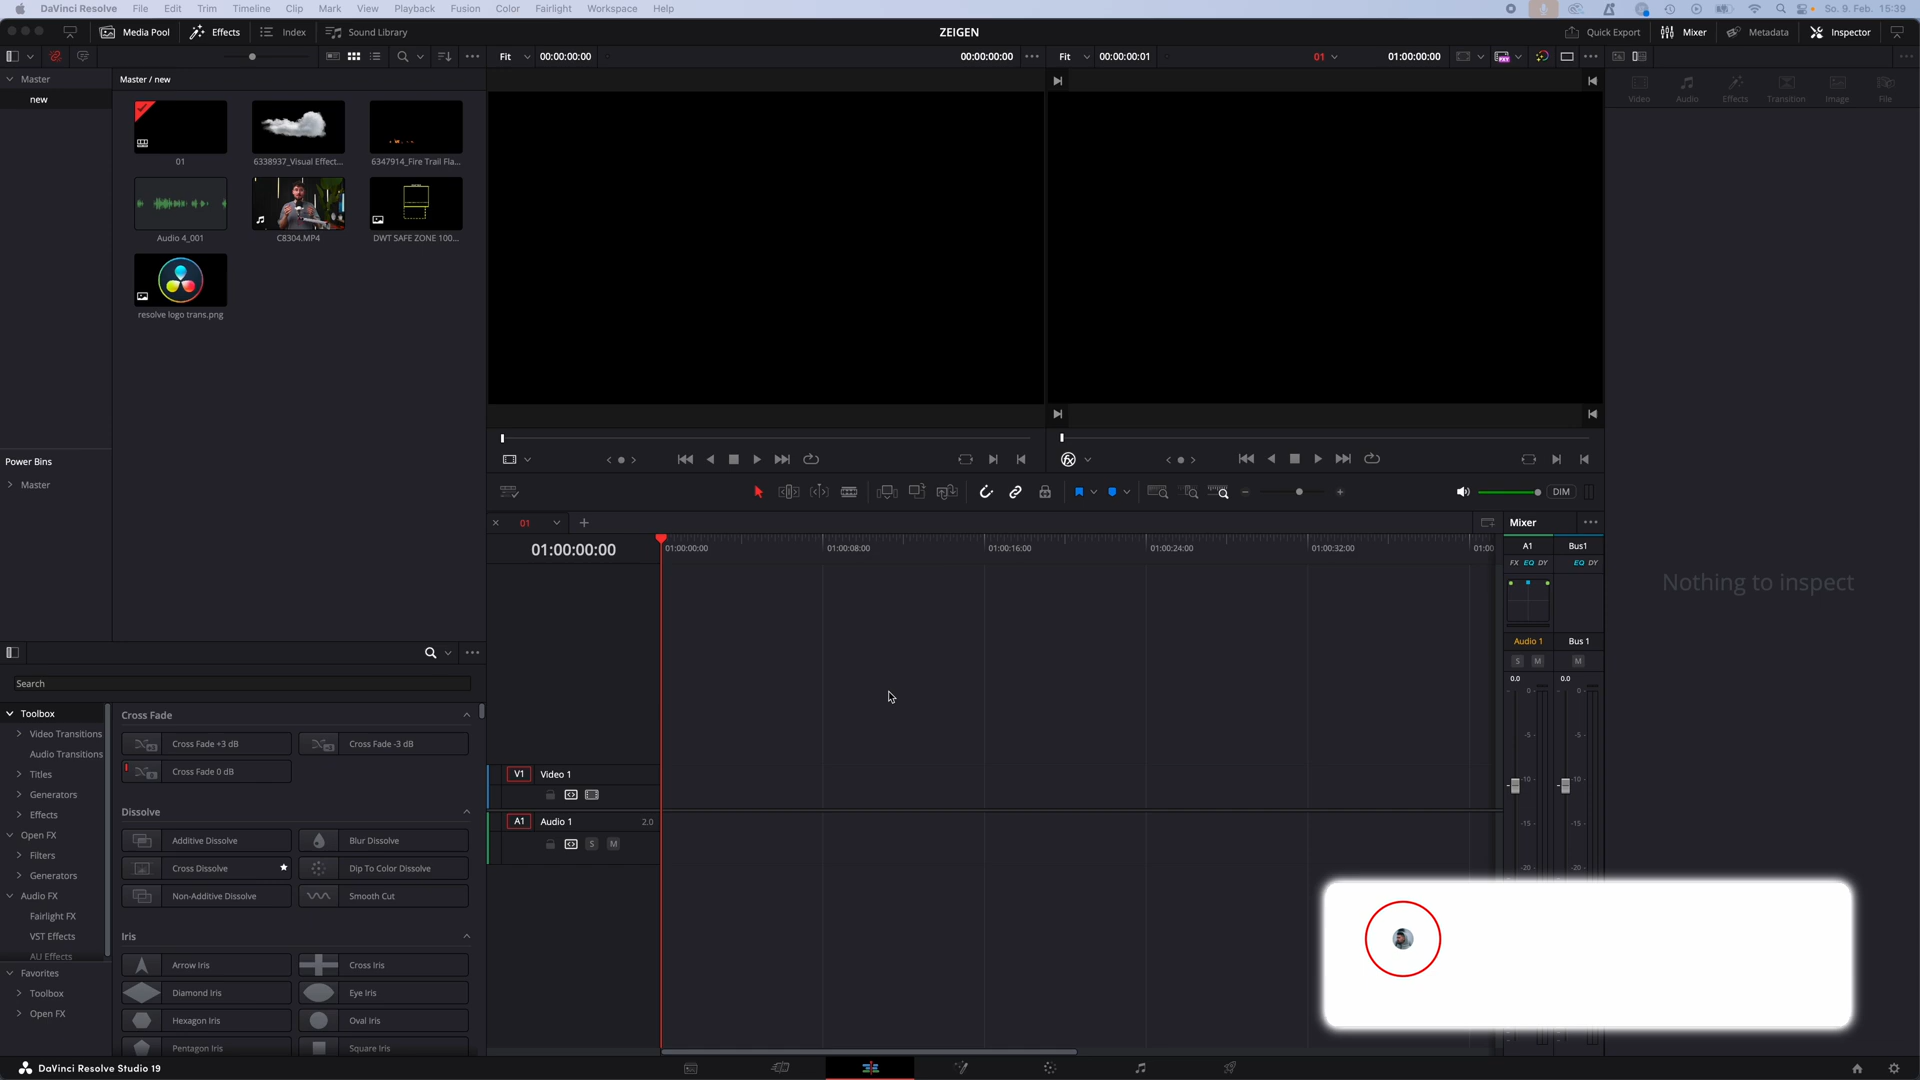 DaVinci Resolve File Edit Trim Timeline Clip Mark View Playback Fusion Color Fairlight Workspace Help So. 9. Feb. 15:39
Media Pool Effects Index Sound Library ZEIGEN Quick Export Mixer Metadata Inspector
Fit 00:00:00:00 00:00:00:00 Fit 00:00:00:01 01 01:00:00:00
Master Master / new
new
Video Audio Effects Transition Image File
01 6338937_Visual Effect... 6347914_Fire Trail Fla...
Audio 4_001 C8304.MP4 DWT SAFE ZONE 100...
resolve logo trans.png
Power Bins
Master
DIM
01
Mixer
01:00:00:00 01:00:00:00 01:00:08:00 01:00:16:00 01:00:24:00 01:00:32:00 01:00
A1 Bus1
FX EQ DY EQ DY
Nothing to inspect
Audio 1 Bus 1
S M M
0.0 0.0
0 0
-5 -5
-10 -10
-15 -15
-20 -20
V1 Video 1
A1 Audio 1 2.0
S M
Search
Toolbox
Video Transitions
Audio Transitions
Titles
Generators
Effects
Open FX
Filters
Generators
Audio FX
Fairlight FX
VST Effects
AU Effects
Favorites
Toolbox
Open FX
Cross Fade
Cross Fade +3 dB Cross Fade -3 dB
Cross Fade 0 dB
Dissolve
Additive Dissolve Blur Dissolve
Cross Dissolve Dip To Color Dissolve
Non-Additive Dissolve Smooth Cut
Iris
Arrow Iris Cross Iris
Diamond Iris Eye Iris
Hexagon Iris Oval Iris
Pentagon Iris Square Iris
DaVinci Resolve Studio 19